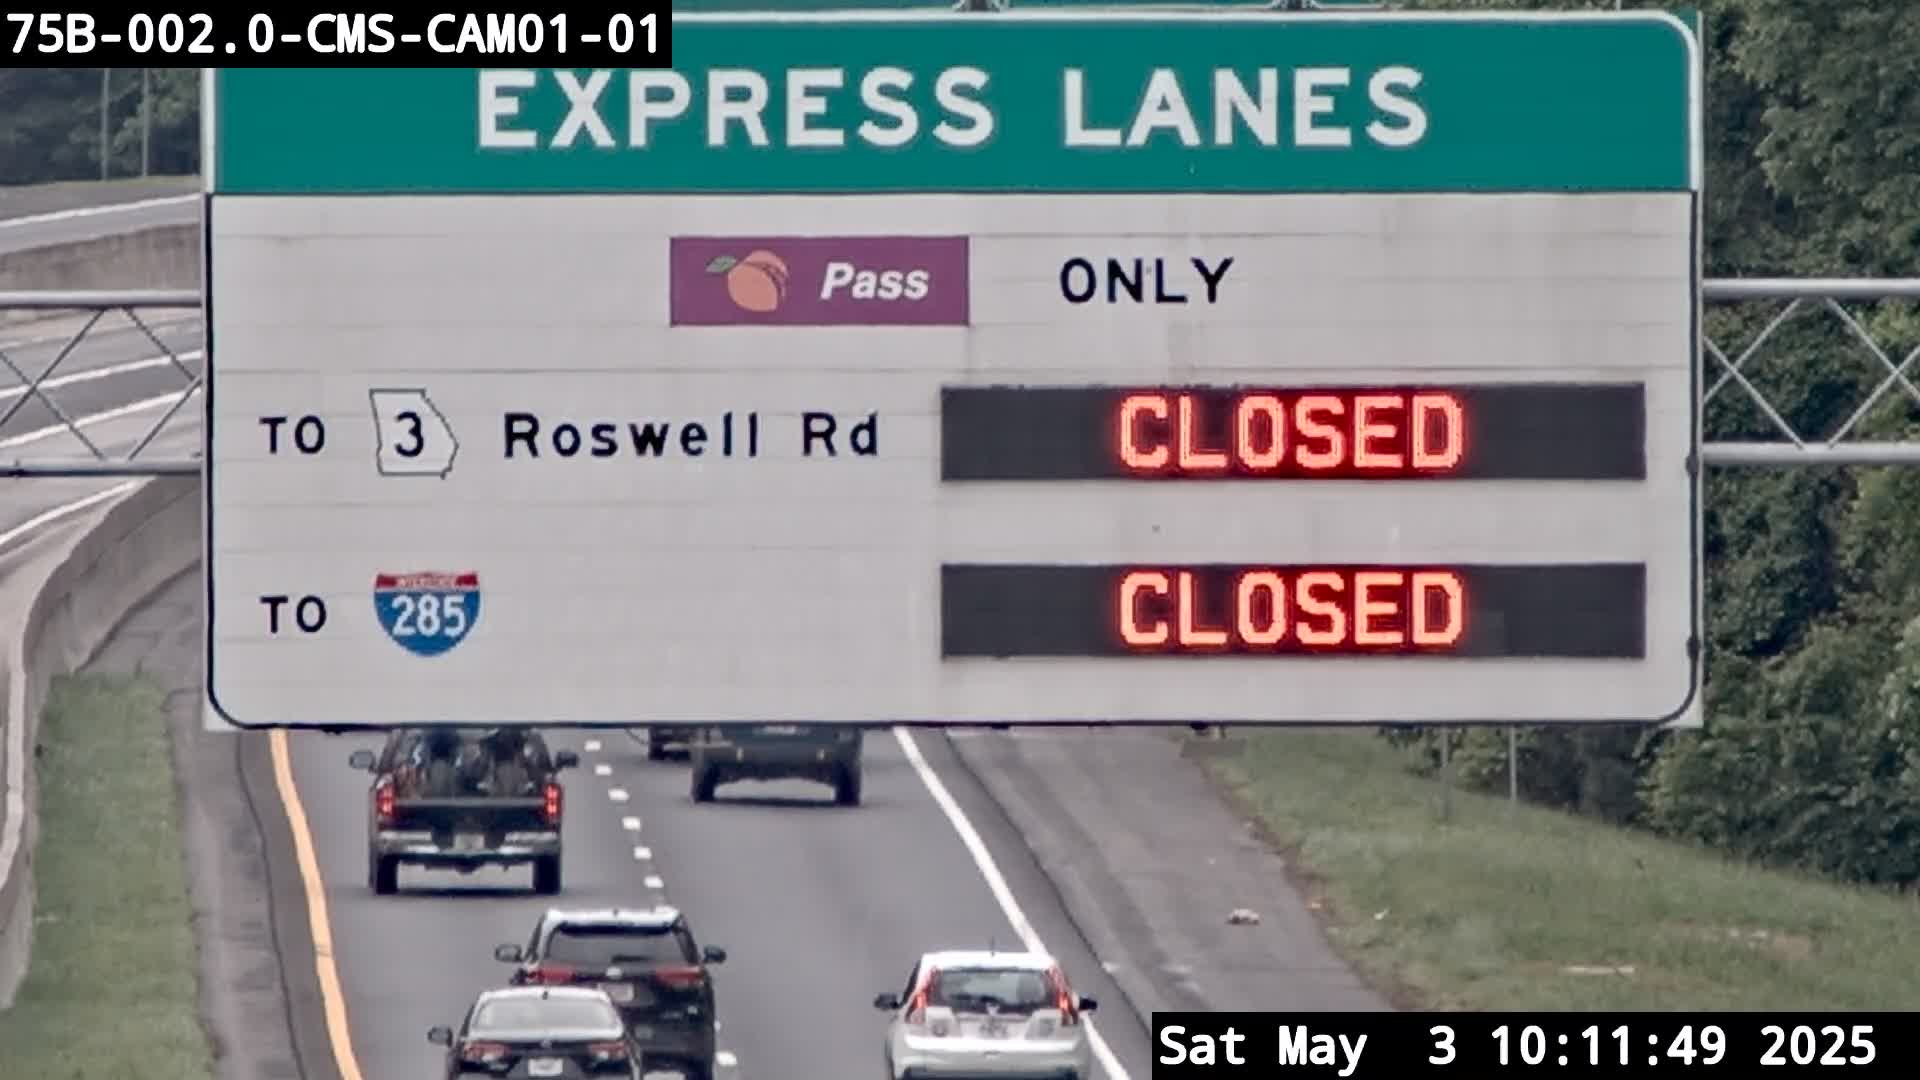 75B-002.0-CMS-CAM01-01
EXPRESS LANES
Pass ONLY
TO 3 Roswell Rd CLOSED
INTERSTATE
TO 285 CLOSED
Sat May 3 10:11:49 2025